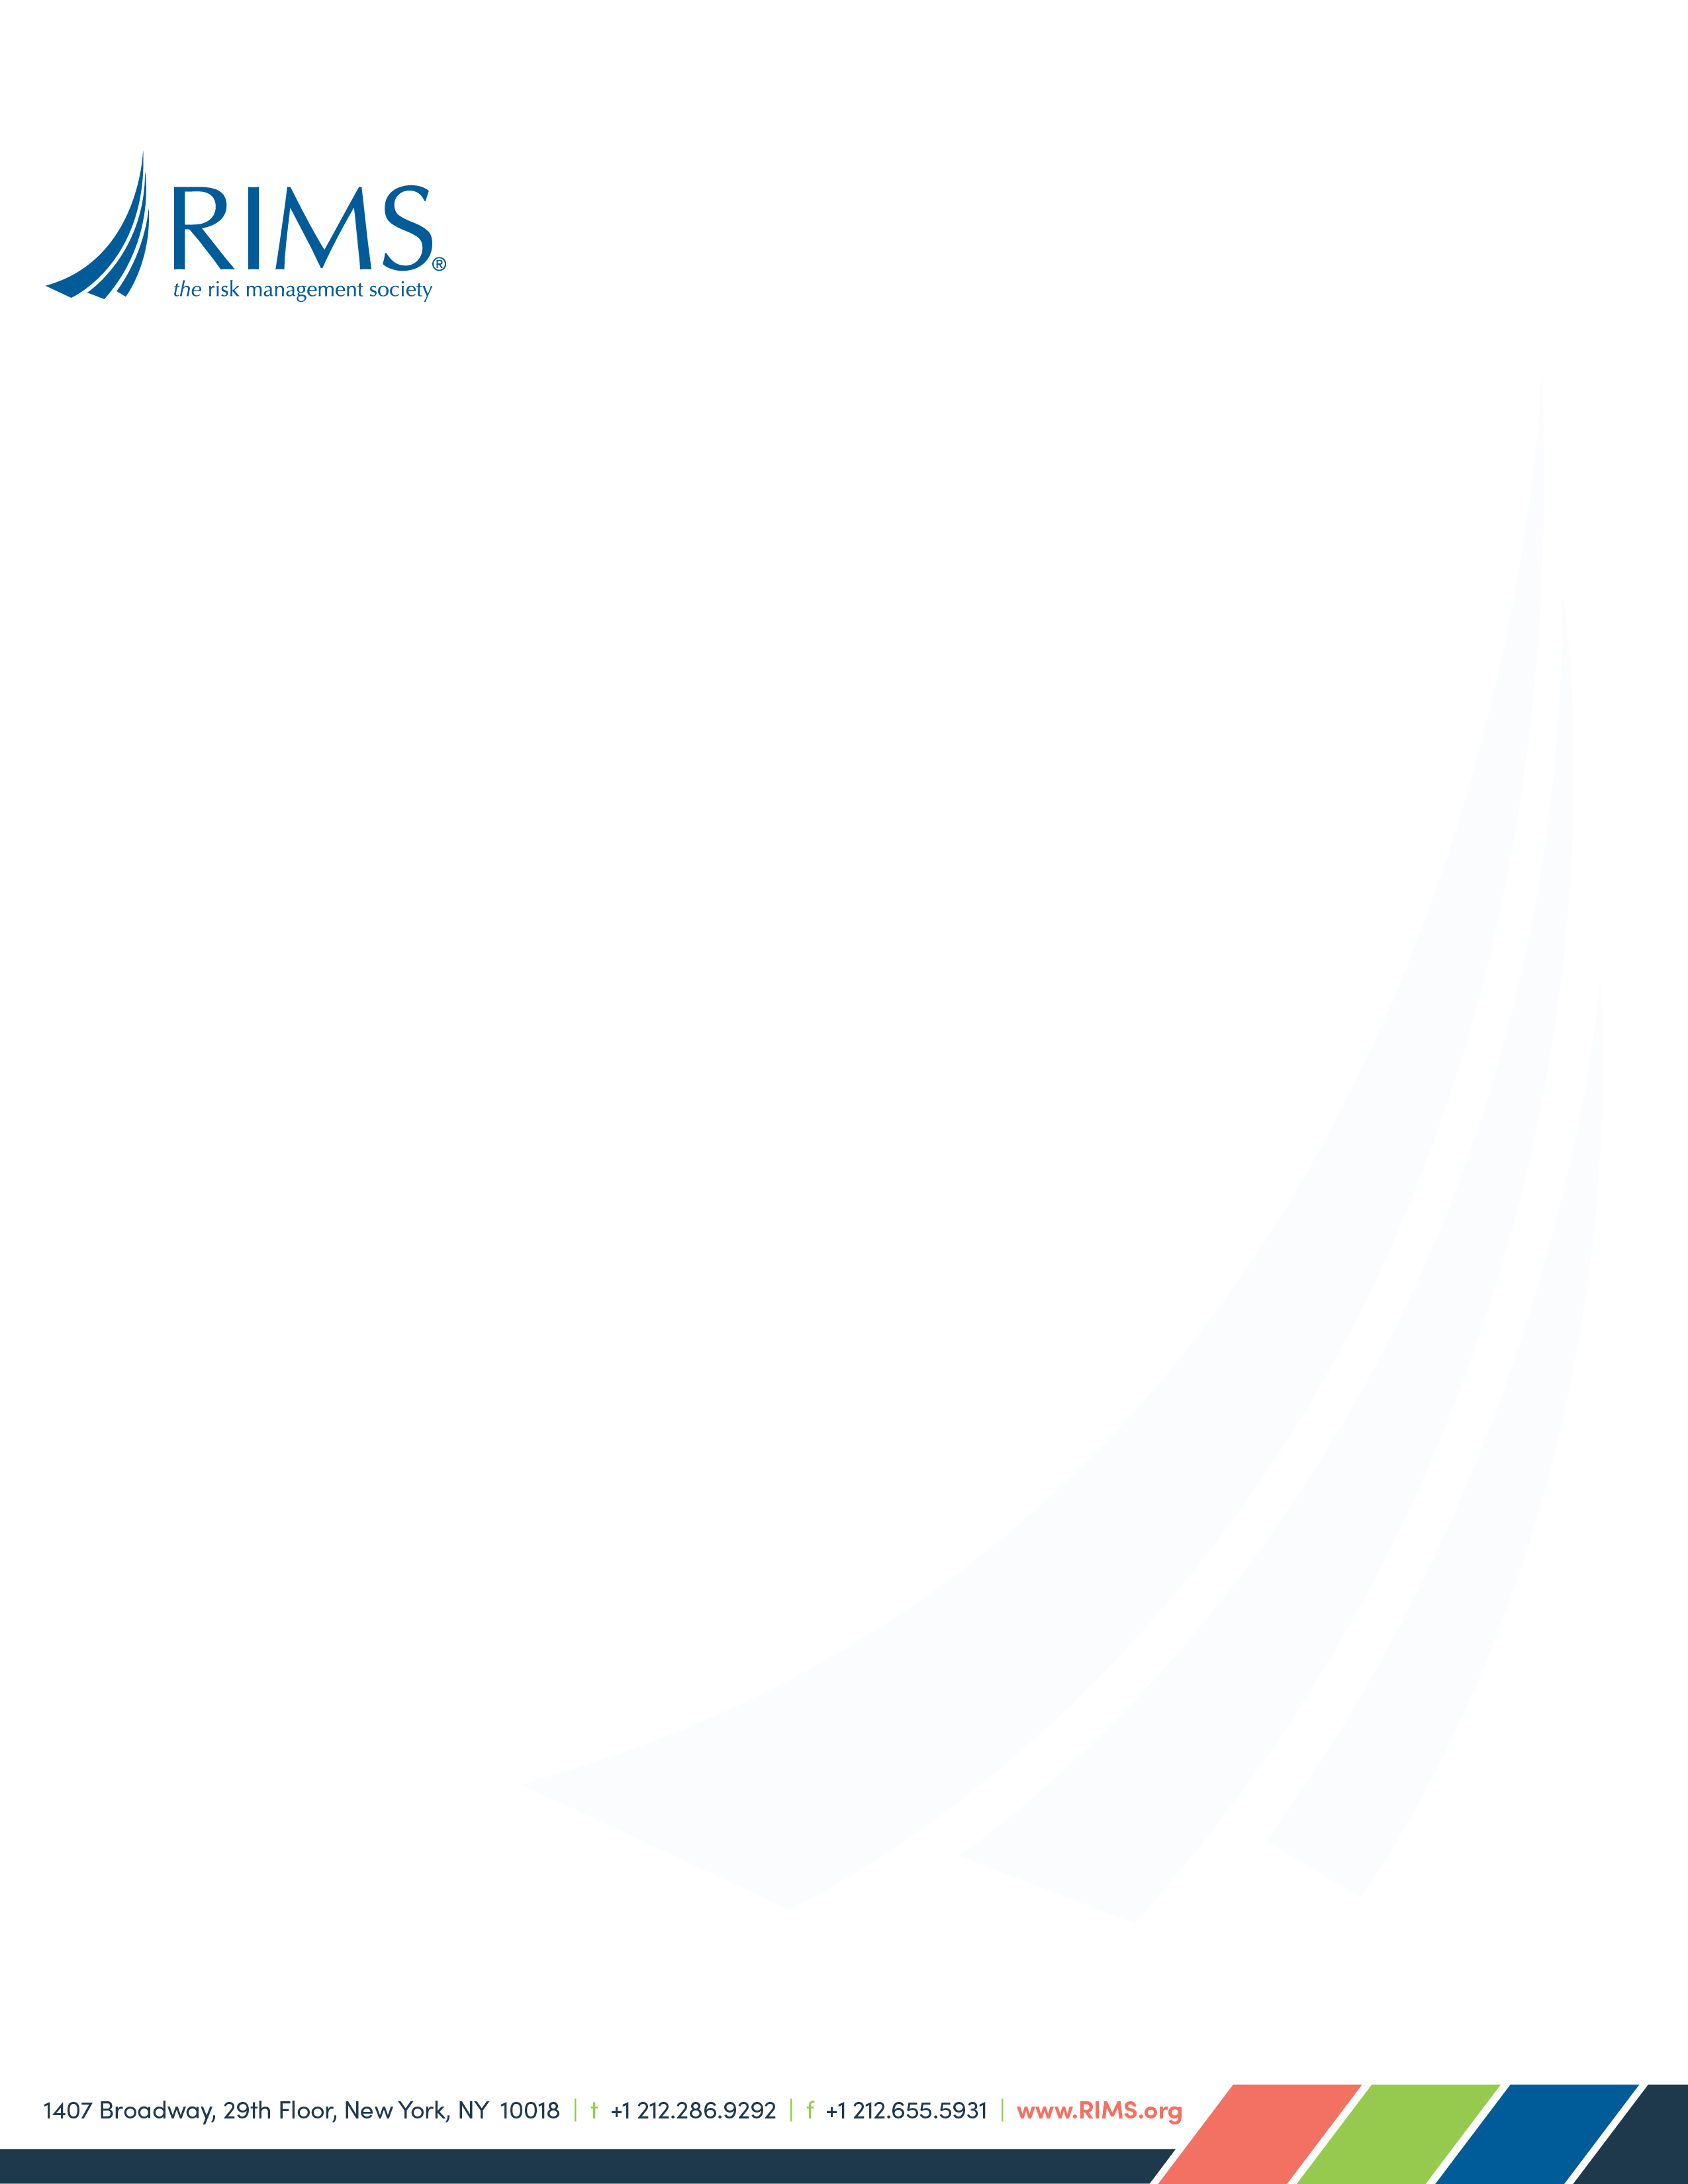 RIMS®
the risk management society
1407 Broadway, 29th Floor, New York, NY 10018 | t +1 212.286.9292 | f +1 212.655.5931 | www.RIMS.org